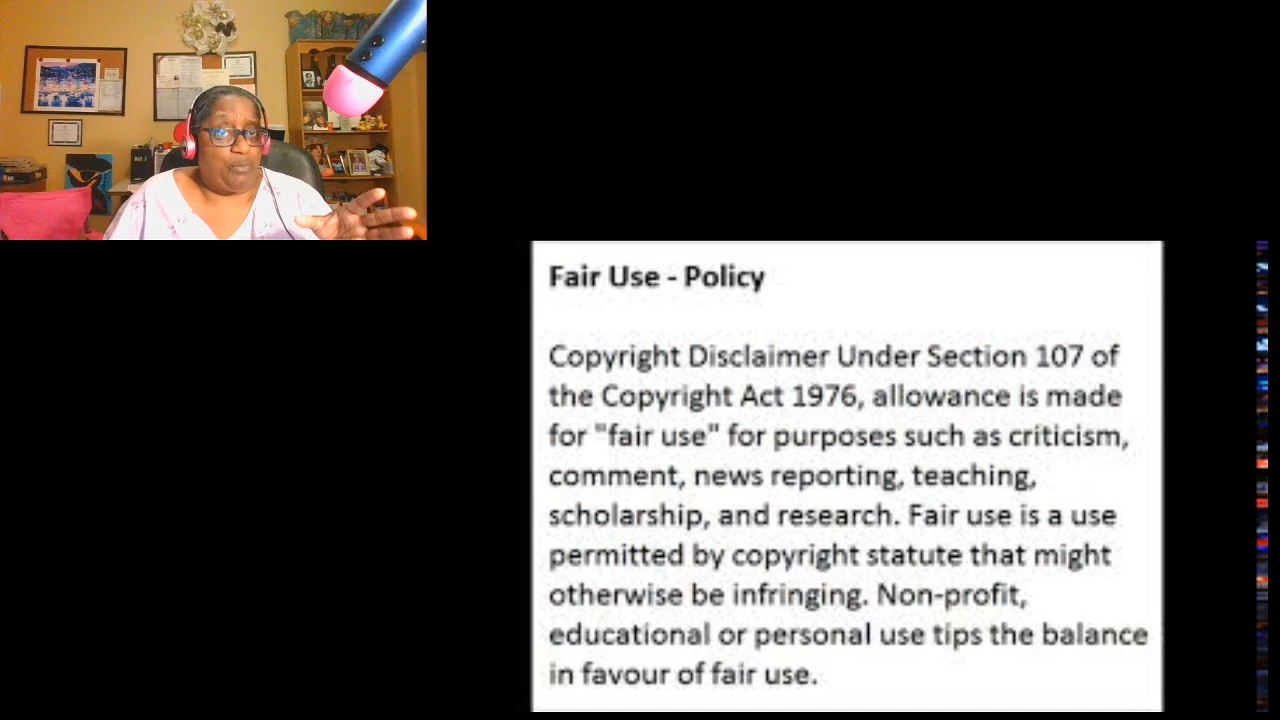 Fair Use - Policy
Copyright Disclaimer Under Section 107 of
the Copyright Act 1976, allowance is made
for "fair use" for purposes such as criticism,
comment, news reporting, teaching,
scholarship, and research. Fair use is a use
permitted by copyright statute that might
otherwise be infringing. Non-profit,
educational or personal use tips the balance
in favour of fair use.